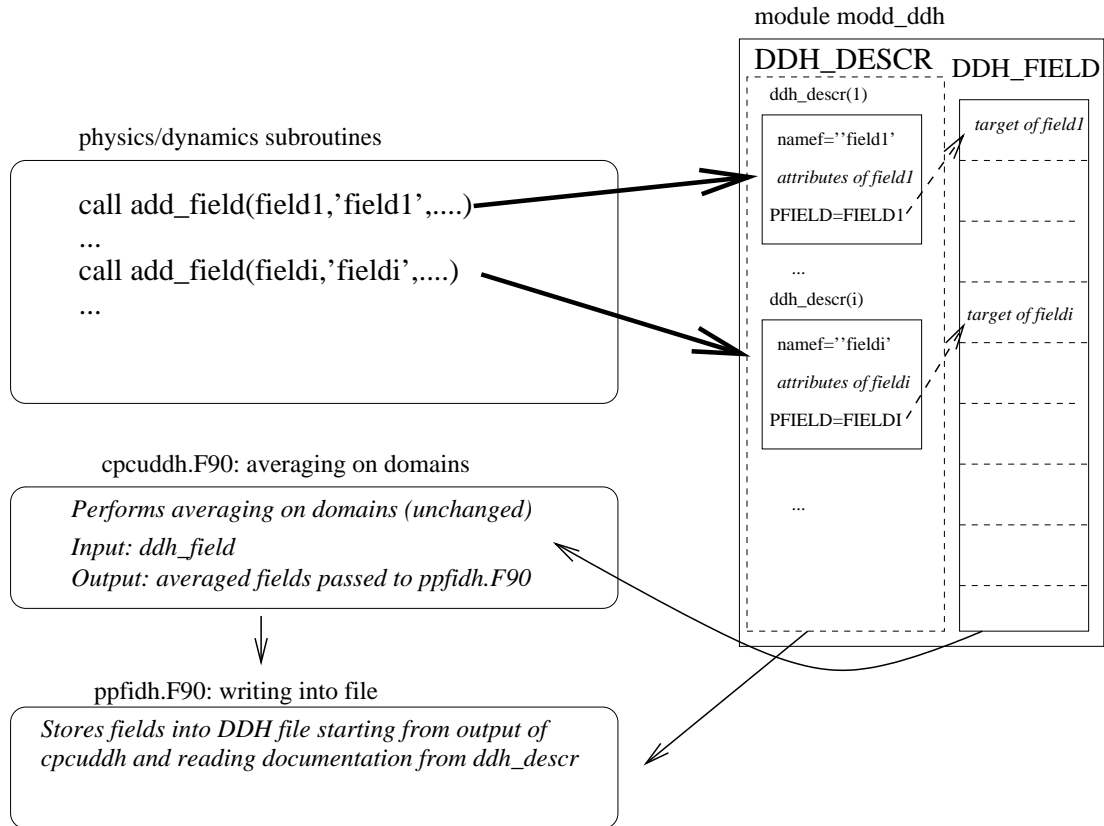 module modd_ddh
DDH_DESCR
DDH_FIELD
ddh_descr(1)
namef=''field1'
attributes of field1
PFIELD=FIELD1
...
ddh_descr(i)
namef=''fieldi'
attributes of fieldi
PFIELD=FIELDI
...
target of field1
target of fieldi
physics/dynamics subroutines
call add_field(field1,'field1',....)
...
call add_field(fieldi,'fieldi',....)
...
cpcuddh.F90: averaging on domains
Performs averaging on domains (unchanged)
Input: ddh_field
Output: averaged fields passed to ppfidh.F90
ppfidh.F90: writing into file
Stores fields into DDH file starting from output of
cpcuddh and reading documentation from ddh_descr